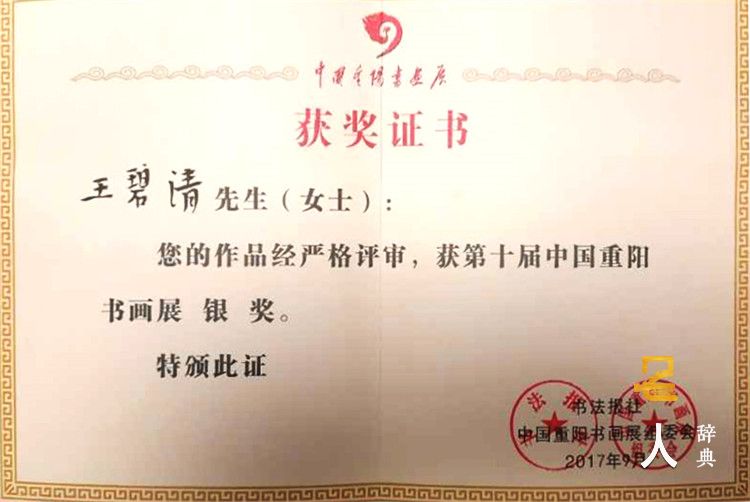 中国重阳书画展
获奖证书
王碧清 先生（女士）：
您的作品经严格评审，获第十届中国重阳
书画展 银 奖。
特颁此证
书法报社
中国重阳书画展组委会
2017年9月
人 辞典